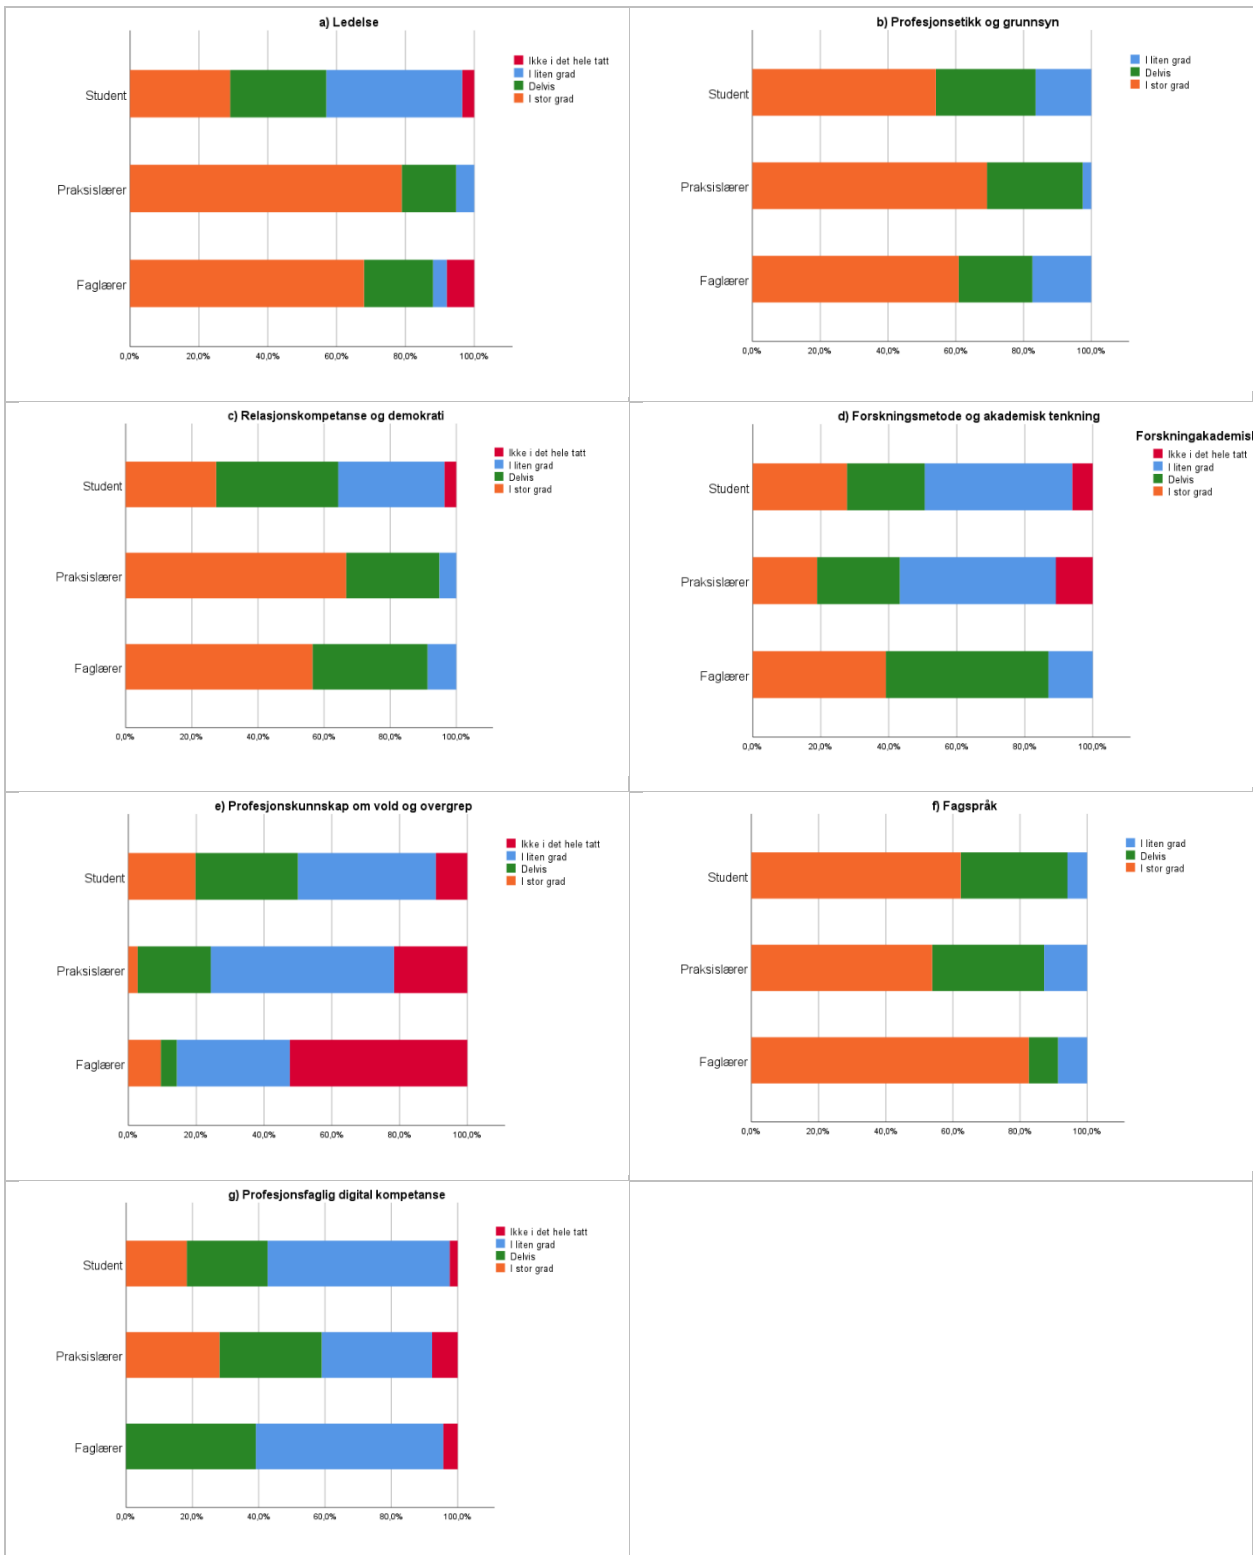 a) Ledelse
Ikke i det hele tatt
I liten grad
Delvis
I stor grad
Student
Praksislærer
Faglærer
0,0% 20,0% 40,0% 60,0% 80,0% 100,0%
b) Profesjonsetikk og grunnsyn
I liten grad
Delvis
I stor grad
Student
Praksislærer
Faglærer
0,0% 20,0% 40,0% 60,0% 80,0% 100,0%
c) Relasjonskompetanse og demokrati
Ikke i det hele tatt
I liten grad
Delvis
I stor grad
Student
Praksislærer
Faglærer
0,0% 20,0% 40,0% 60,0% 80,0% 100,0%
d) Forskningsmetode og akademisk tenkning
Forskningakademisk
Ikke i det hele tatt
I liten grad
Delvis
I stor grad
Student
Praksislærer
Faglærer
0,0% 20,0% 40,0% 60,0% 80,0% 100,0%
e) Profesjonskunnskap om vold og overgrep
Ikke i det hele tatt
I liten grad
Delvis
I stor grad
Student
Praksislærer
Faglærer
0,0% 20,0% 40,0% 60,0% 80,0% 100,0%
f) Fagspråk
I liten grad
Delvis
I stor grad
Student
Praksislærer
Faglærer
0,0% 20,0% 40,0% 60,0% 80,0% 100,0%
g) Profesjonsfaglig digital kompetanse
Ikke i det hele tatt
I liten grad
Delvis
I stor grad
Student
Praksislærer
Faglærer
0,0% 20,0% 40,0% 60,0% 80,0% 100,0%